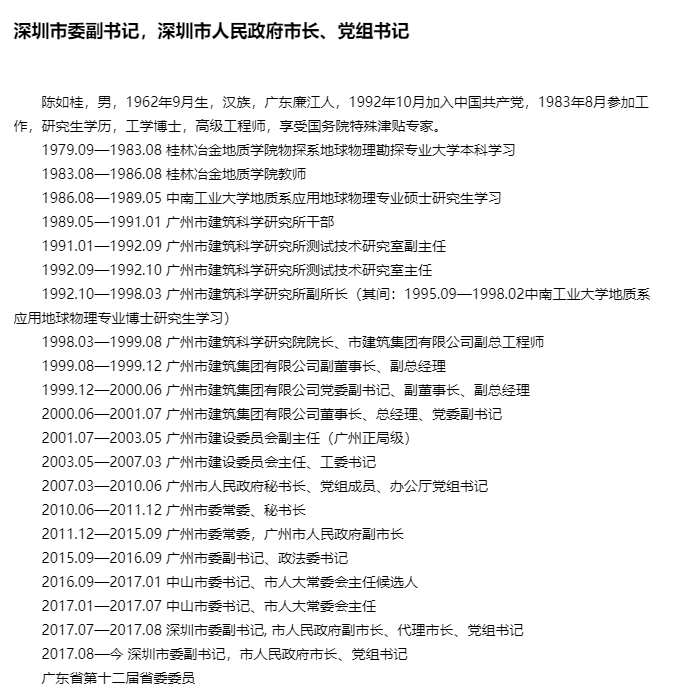 深圳市委副书记，深圳市人民政府市长、党组书记
陈如桂，男，1962年9月生，汉族，广东廉江人，1992年10月加入中国共产党，1983年8月参加工
作，研究生学历，工学博士，高级工程师，享受国务院特殊津贴专家。
1979.09—1983.08 桂林冶金地质学院物探系地球物理勘探专业大学本科学习
1983.08—1986.08 桂林冶金地质学院教师
1986.08—1989.05 中南工业大学地质系应用地球物理专业硕士研究生学习
1989.05—1991.01 广州市建筑科学研究所干部
1991.01—1992.09 广州市建筑科学研究所测试技术研究室副主任
1992.09—1992.10 广州市建筑科学研究所测试技术研究室主任
1992.10—1998.03 广州市建筑科学研究所副所长（其间：1995.09—1998.02中南工业大学地质系
应用地球物理专业博士研究生学习）
1998.03—1999.08 广州市建筑科学研究院院长、市建筑集团有限公司副总工程师
1999.08—1999.12 广州市建筑集团有限公司副董事长、副总经理
1999.12—2000.06 广州市建筑集团有限公司党委副书记、副董事长、副总经理
2000.06—2001.07 广州市建筑集团有限公司董事长、总经理、党委副书记
2001.07—2003.05 广州市建设委员会副主任（广州正局级）
2003.05—2007.03 广州市建设委员会主任、工委书记
2007.03—2010.06 广州市人民政府秘书长、党组成员、办公厅党组书记
2010.06—2011.12 广州市委常委、秘书长
2011.12—2015.09 广州市委常委，广州市人民政府副市长
2015.09—2016.09 广州市委副书记、政法委书记
2016.09—2017.01 中山市委书记、市人大常委会主任候选人
2017.01—2017.07 中山市委书记、市人大常委会主任
2017.07—2017.08 深圳市委副书记, 市人民政府副市长、代理市长、党组书记
2017.08—今 深圳市委副书记，市人民政府市长、党组书记
广东省第十二届省委委员